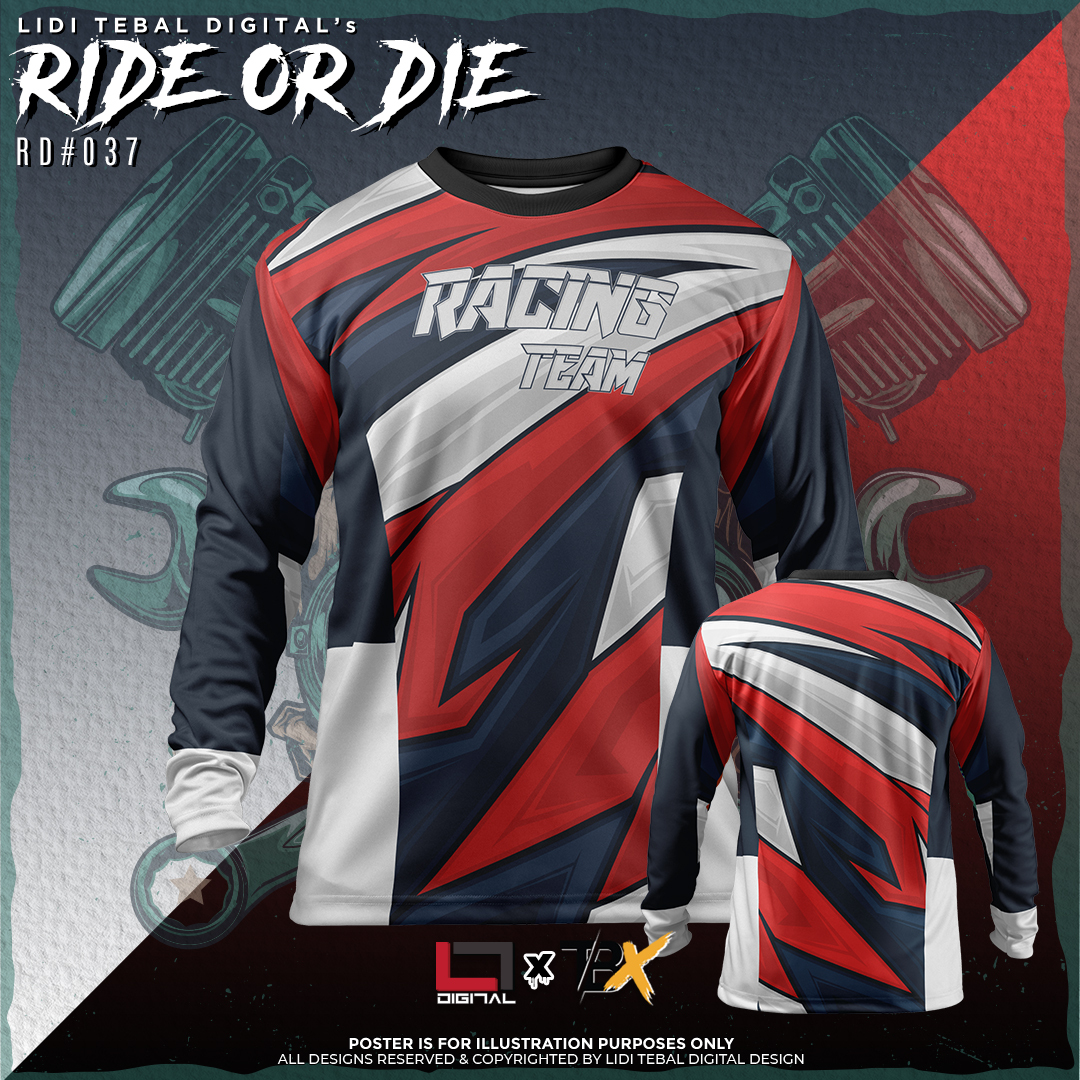 LIDI TEBAL DIGITAL's
RIDE OR DIE
RD#037
RACING
TEAM
DIGITAL
X
TBX
POSTER IS FOR ILLUSTRATION PURPOSES ONLY
ALL DESIGNS RESERVED & COPYRIGHTED BY LIDI TEBAL DIGITAL DESIGN